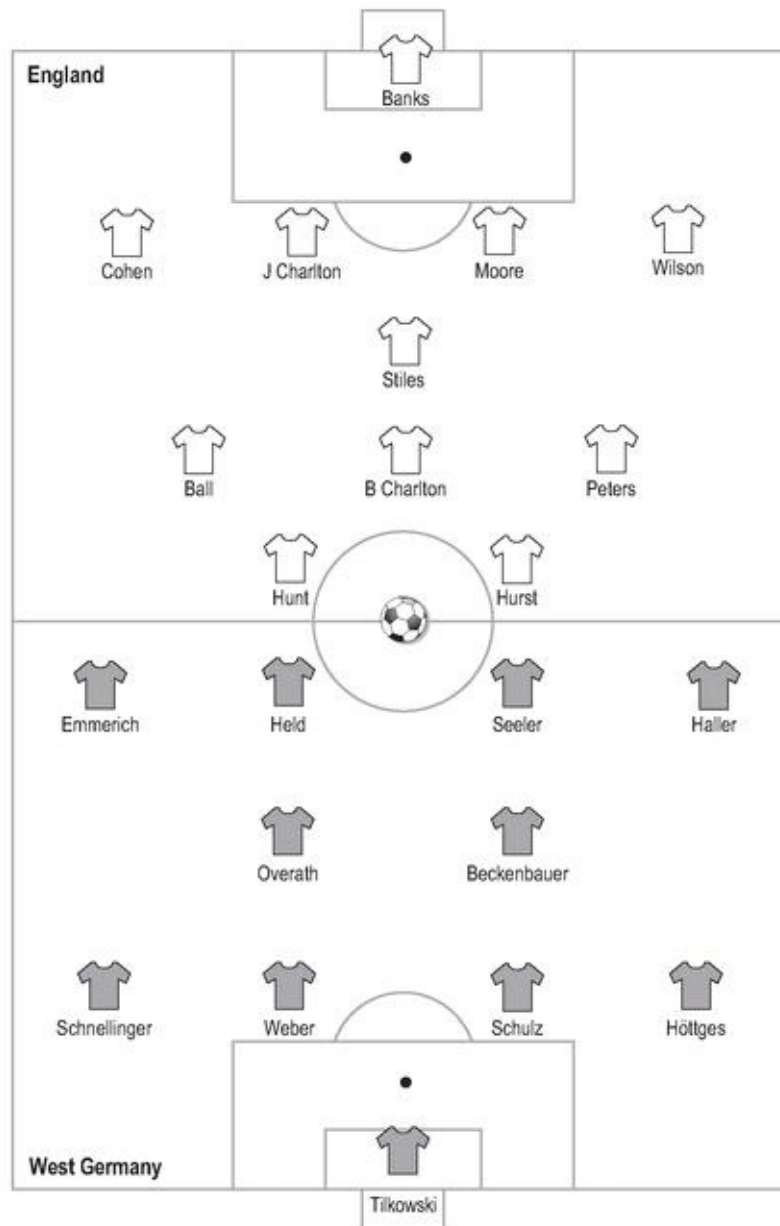 England
Banks
Cohen J Charlton Moore Wilson
Stiles
Ball B Charlton Peters
Hunt Hurst
Emmerich Held Seeler Haller
Overath Beckenbauer
Schnellinger Weber Schulz Höttges
West Germany
Tilkowski